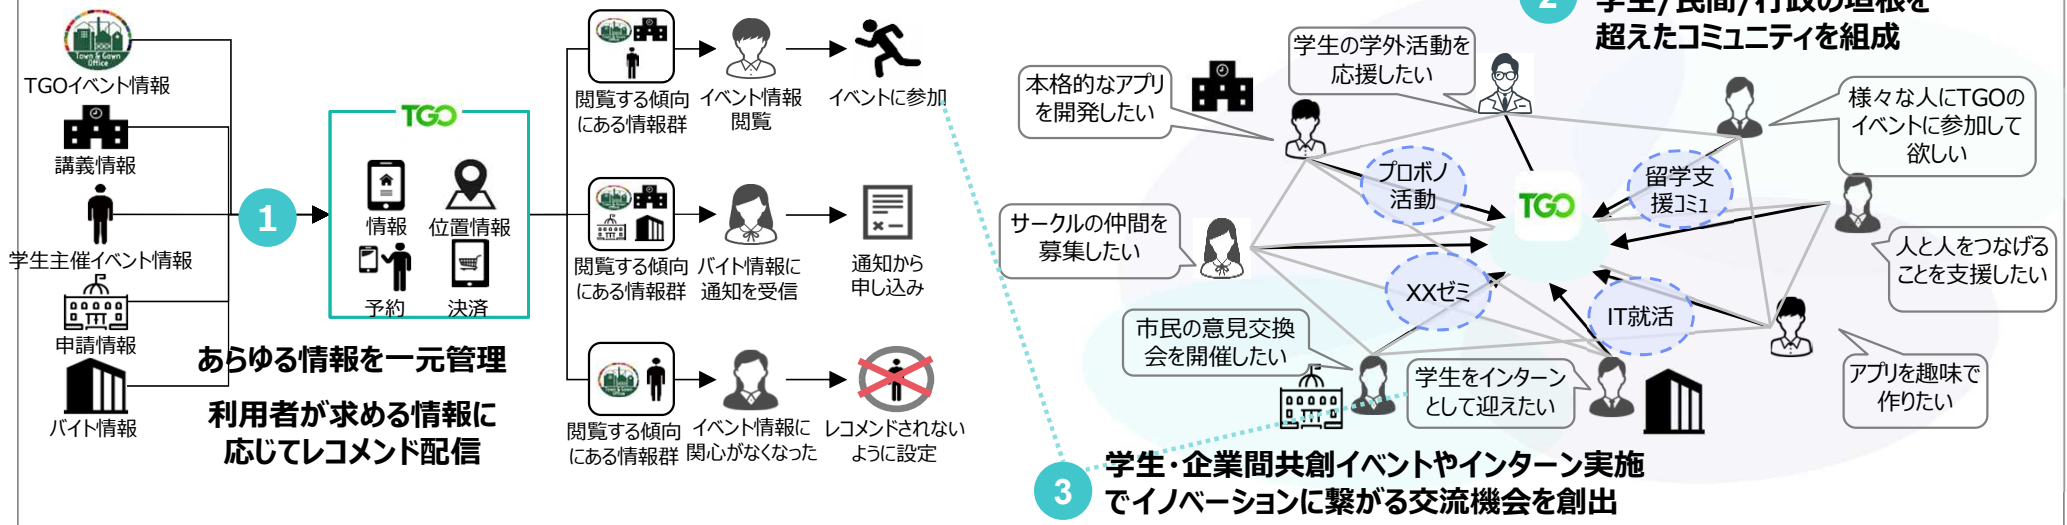 Town & Gown
Office
TGOイベント情報
講義情報
学生主催イベント情報
申請情報
バイト情報
1
TGO
情報
位置情報
予約
決済
あらゆる情報を一元管理
利用者が求める情報に
応じてレコメンド配信
閲覧する傾向
にある情報群
イベント情報
閲覧
イベントに参加
閲覧する傾向
にある情報群
バイト情報に
通知を受信
通知から
申し込み
閲覧する傾向
にある情報群
イベント情報に
関心がなくなった
レコメンドされない
ように設定
2
学生/民間/行政の垣根を
超えたコミュニティを組成
本格的なアプリ
を開発したい
学生の学外活動を
応援したい
様々な人にTGOの
イベントに参加して
欲しい
サークルの仲間を
募集したい
人と人をつなげる
ことを支援したい
市民の意見交換
会を開催したい
学生をインターン
として迎えたい
アプリを趣味で
作りたい
プロボノ
活動
留学支
援コミュ
TGO
XXゼミ
IT就活
3
学生・企業間共創イベントやインターン実施
でイノベーションに繋がる交流機会を創出